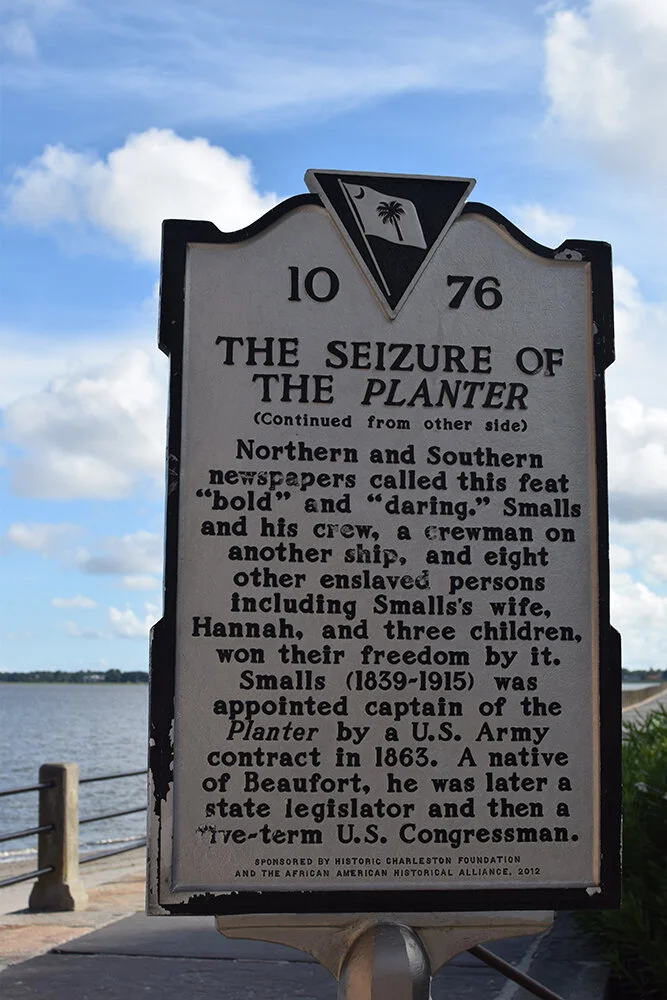 10 76
THE SEIZURE OF
THE PLANTER
(Continued from other side)
Northern and Southern
newspapers called this feat
"bold" and "daring." Smalls
and his crew, a crewman on
another ship, and eight
other enslaved persons
including Smalls's wife,
Hannah, and three children,
won their freedom by it.
Smalls (1839-1915) was
appointed captain of the
Planter by a U.S. Army
contract in 1863. A native
of Beaufort, he was later a
state legislator and then a
five-term U.S. Congressman.
SPONSORED BY HISTORIC CHARLESTON FOUNDATION
AND THE AFRICAN AMERICAN HISTORICAL ALLIANCE, 2012